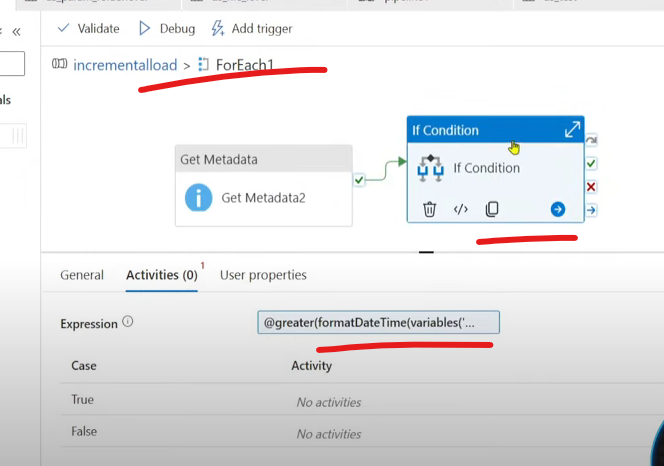 Validate Debug Add trigger
incrementalload > ForEach1
If Condition
Get Metadata
If Condition
Get Metadata2
General Activities (0) 1 User properties
Expression @greater(formatDateTime(variables('...
Case Activity
True No activities
False No activities